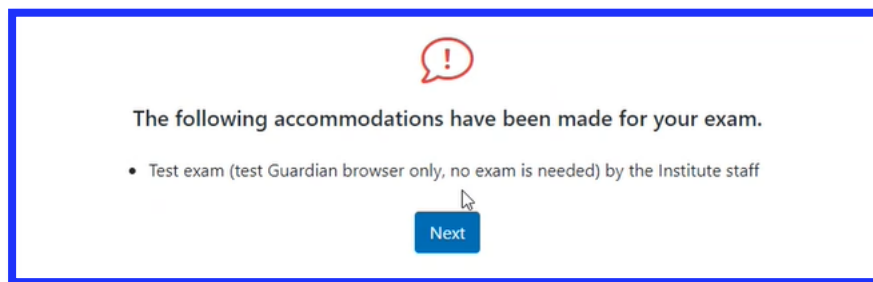 !
The following accommodations have been made for your exam.
• Test exam (test Guardian browser only, no exam is needed) by the Institute staff
Next